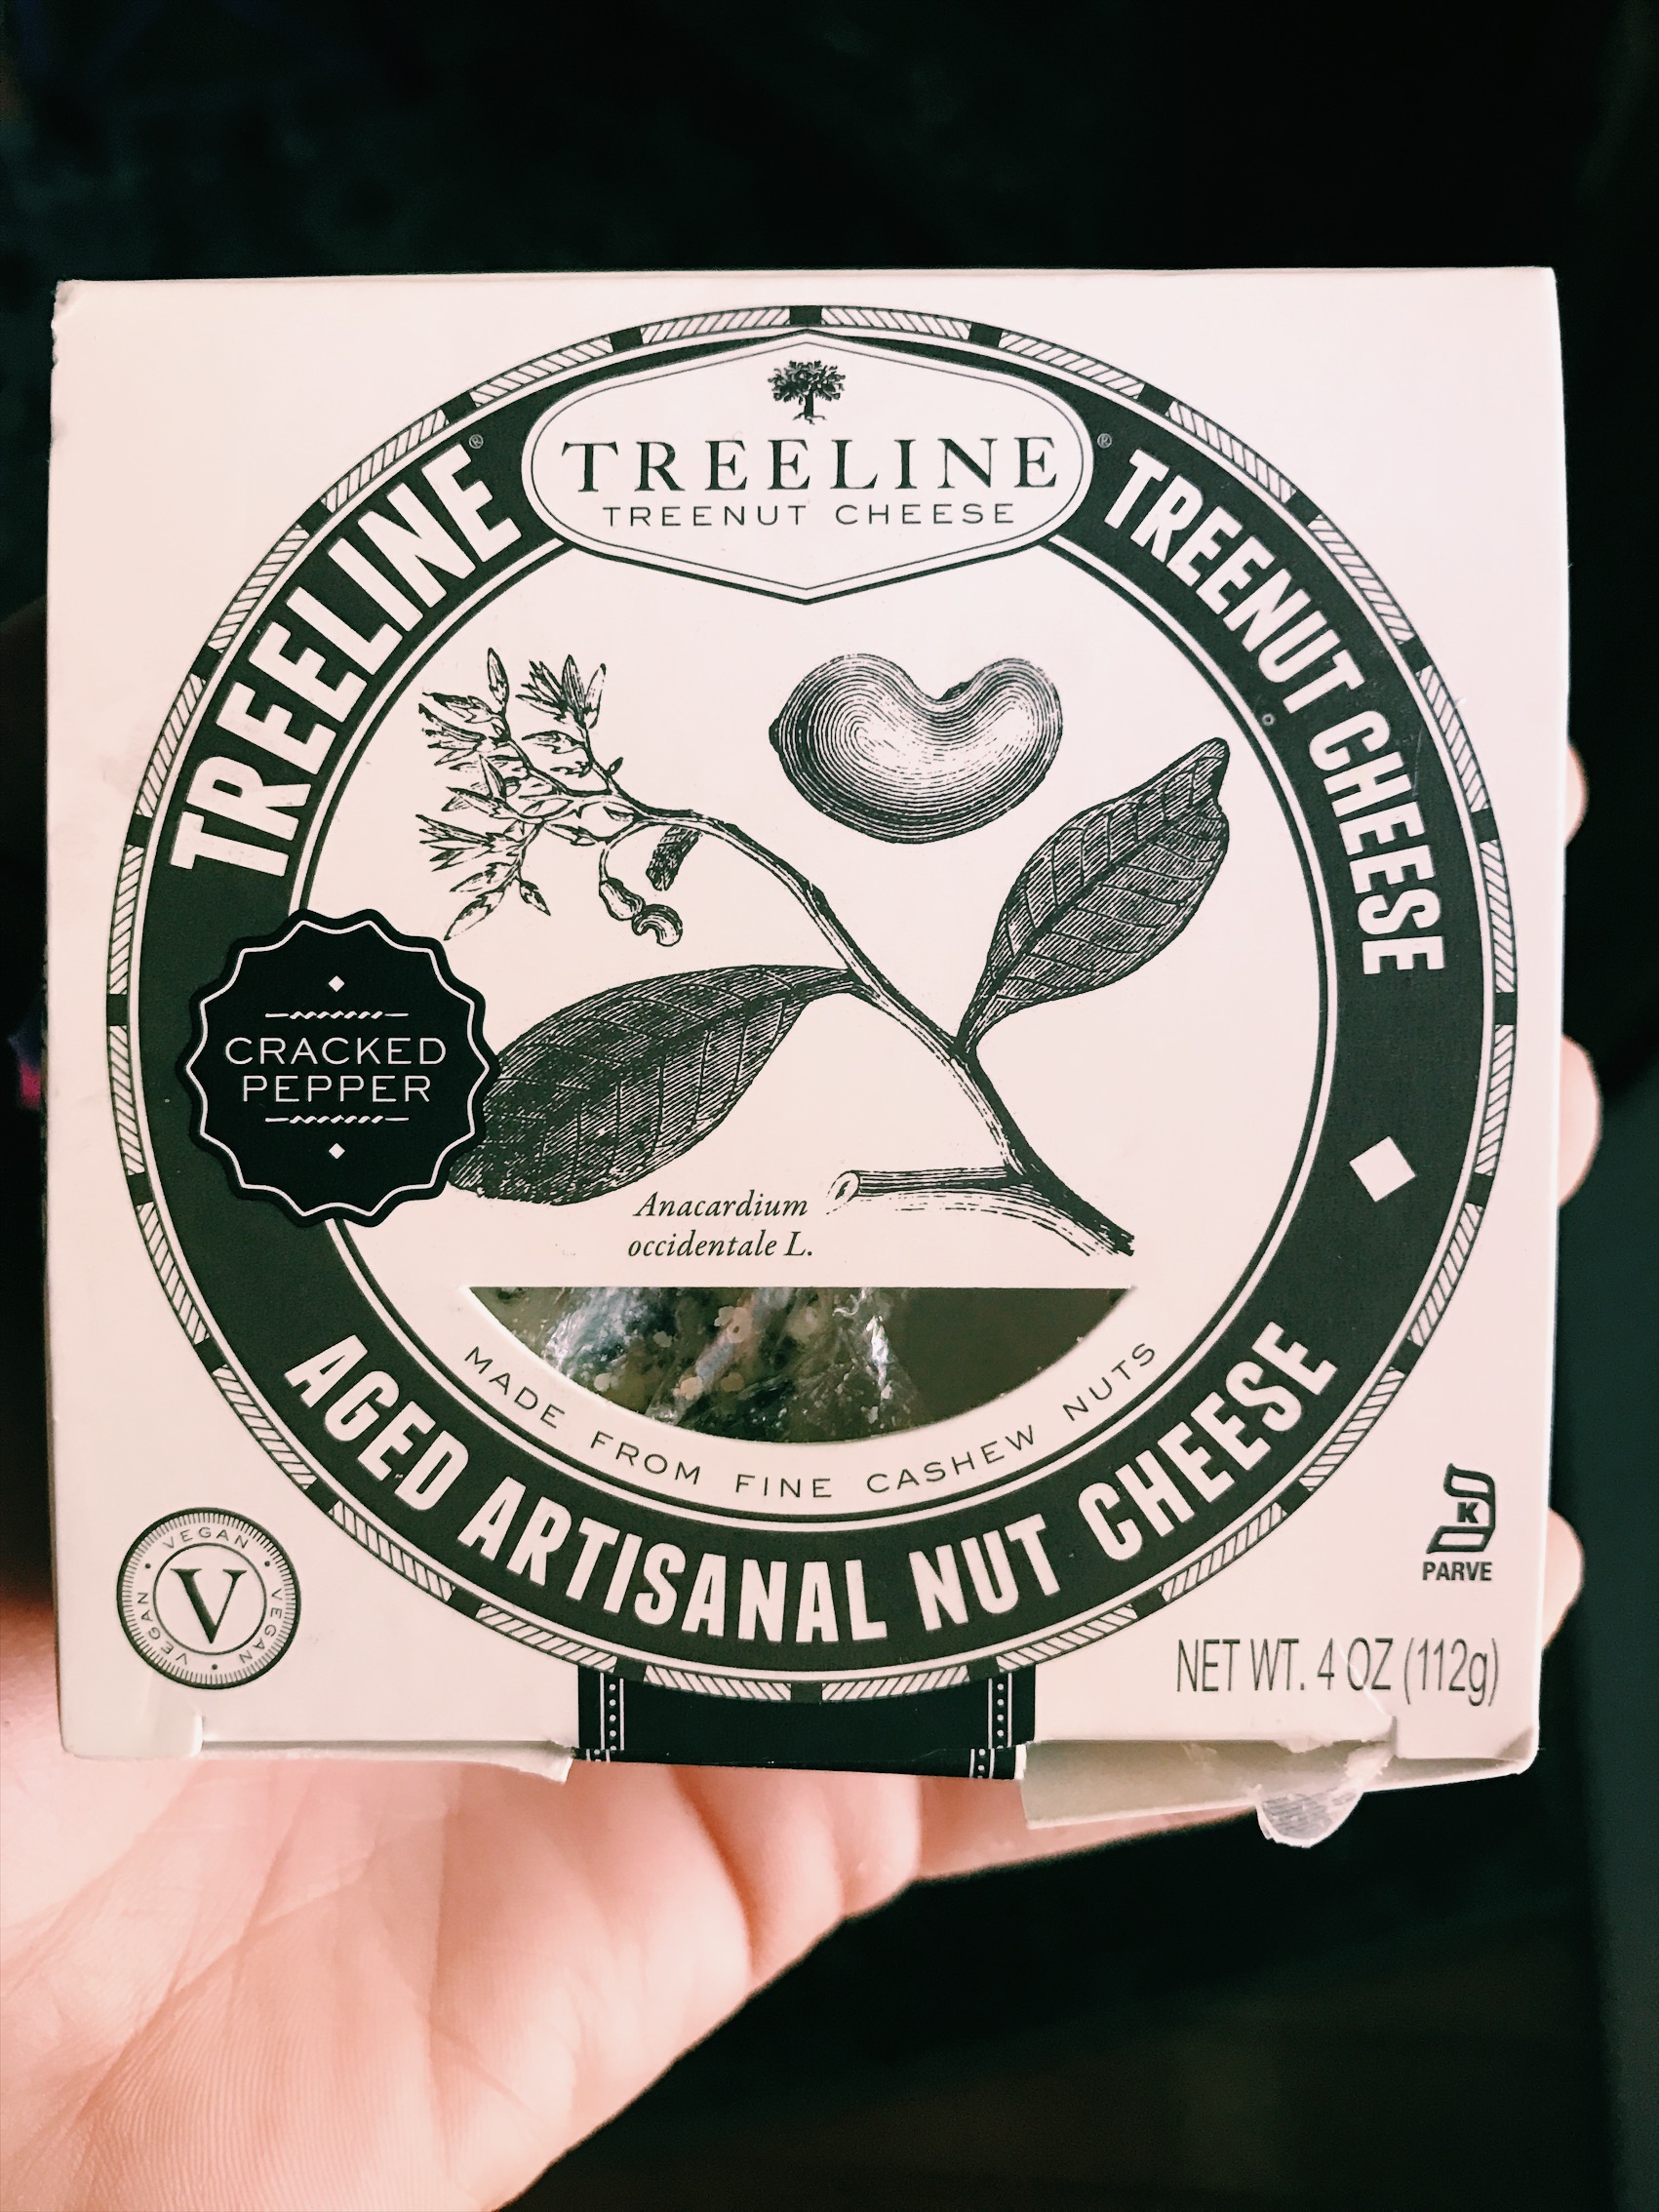 TREELINE
TREENUT CHEESE
TREELINE®
® TREENUT CHEESE
CRACKED
PEPPER
Anacardium
occidentale L.
MADE FROM FINE CASHEW NUTS
AGED ARTISANAL NUT CHEESE
VEGAN • VEGAN • VEGAN •
V
K
PARVE
NET WT. 4 OZ (112g)